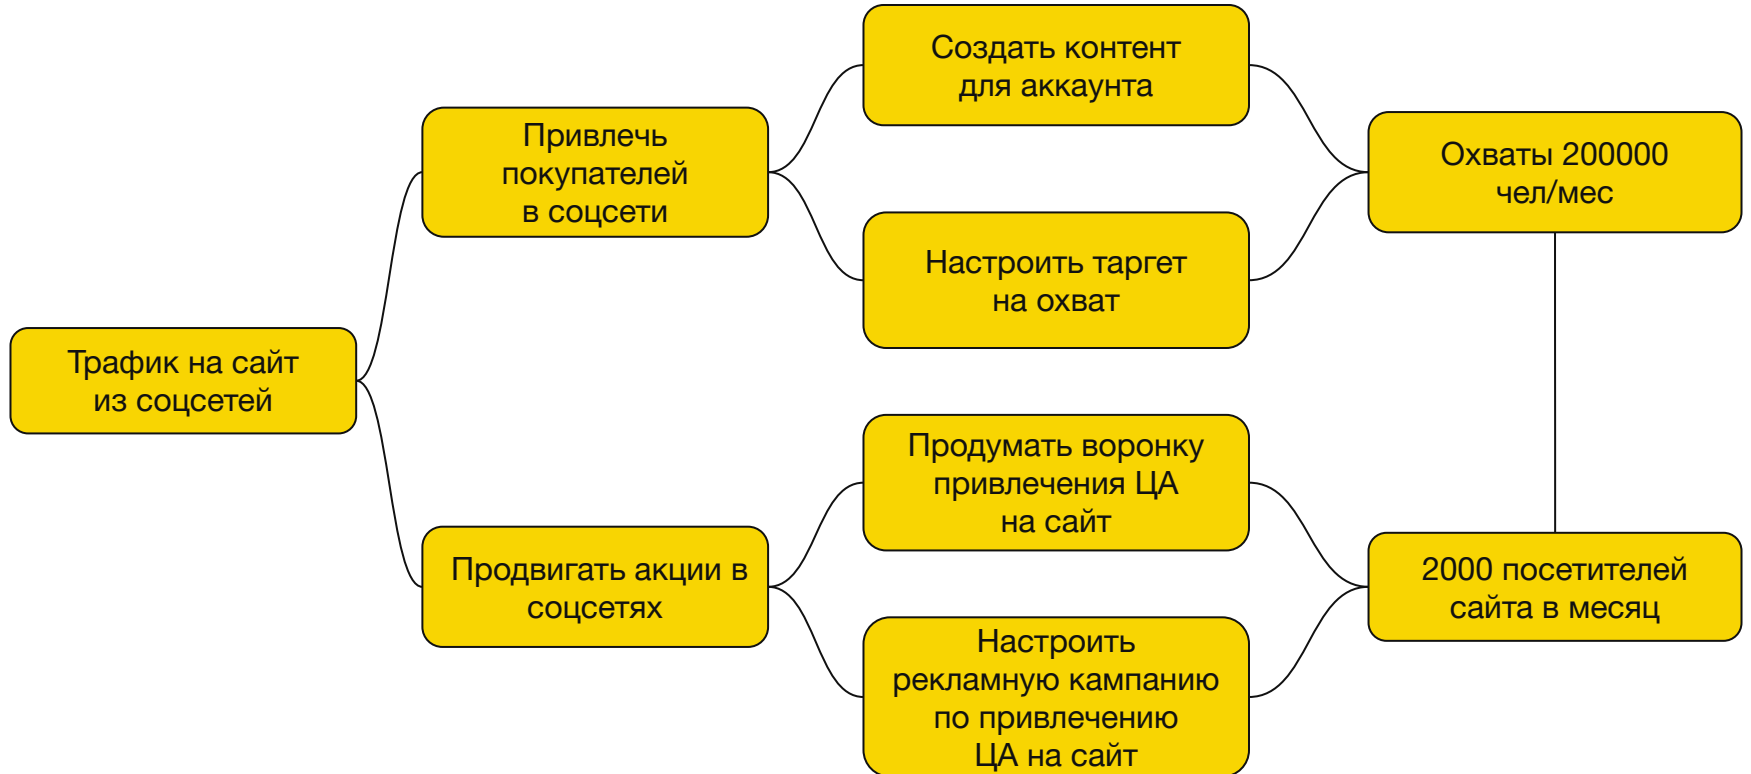 Трафик на сайт
из соцсетей
Привлечь
покупателей
в соцсети
Продвигать акции в
соцсетях
Создать контент
для аккаунта
Настроить таргет
на охват
Продумать воронку
привлечения ЦА
на сайт
Настроить
рекламную кампанию
по привлечению
ЦА на сайт
Охваты 200000
чел/мес
2000 посетителей
сайта в месяц